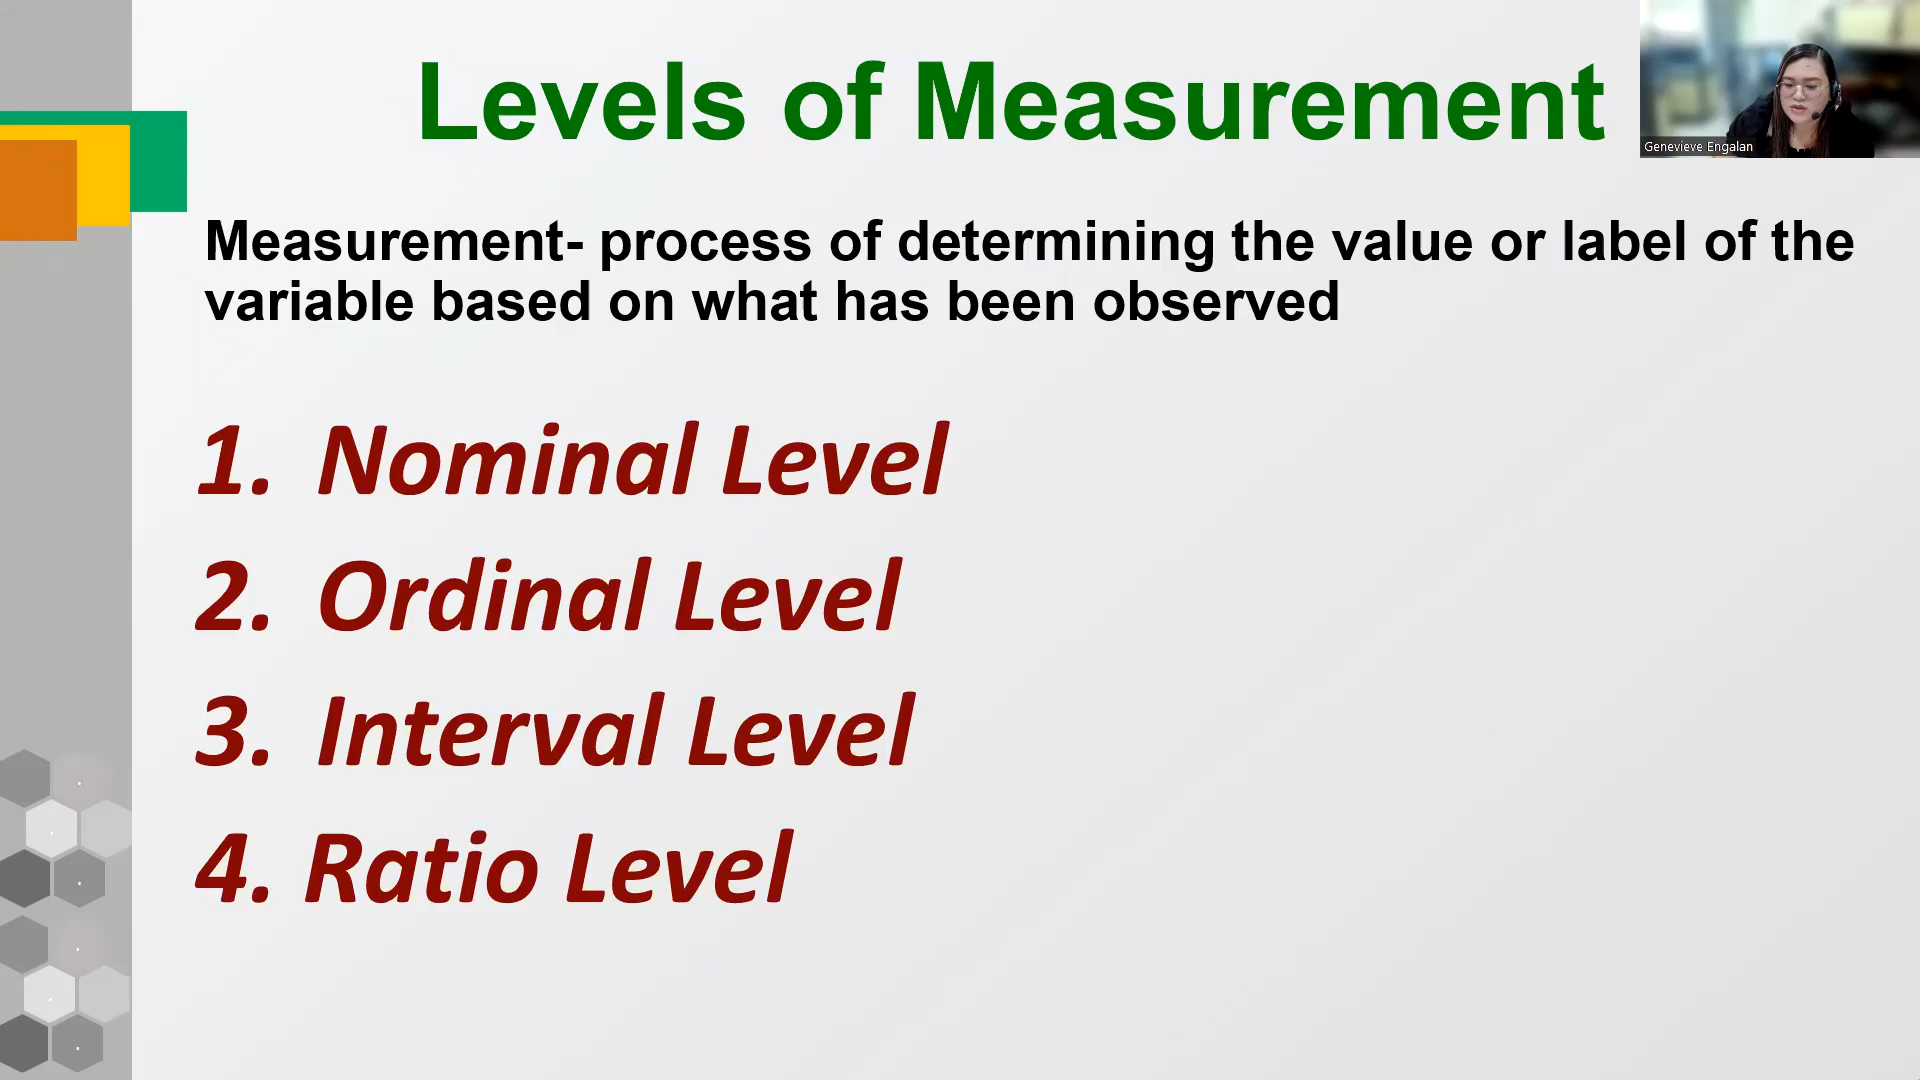 Levels of Measurement
Genevieve Engalan
Measurement- process of determining the value or label of the
variable based on what has been observed
1. Nominal Level
2. Ordinal Level
3. Interval Level
4. Ratio Level